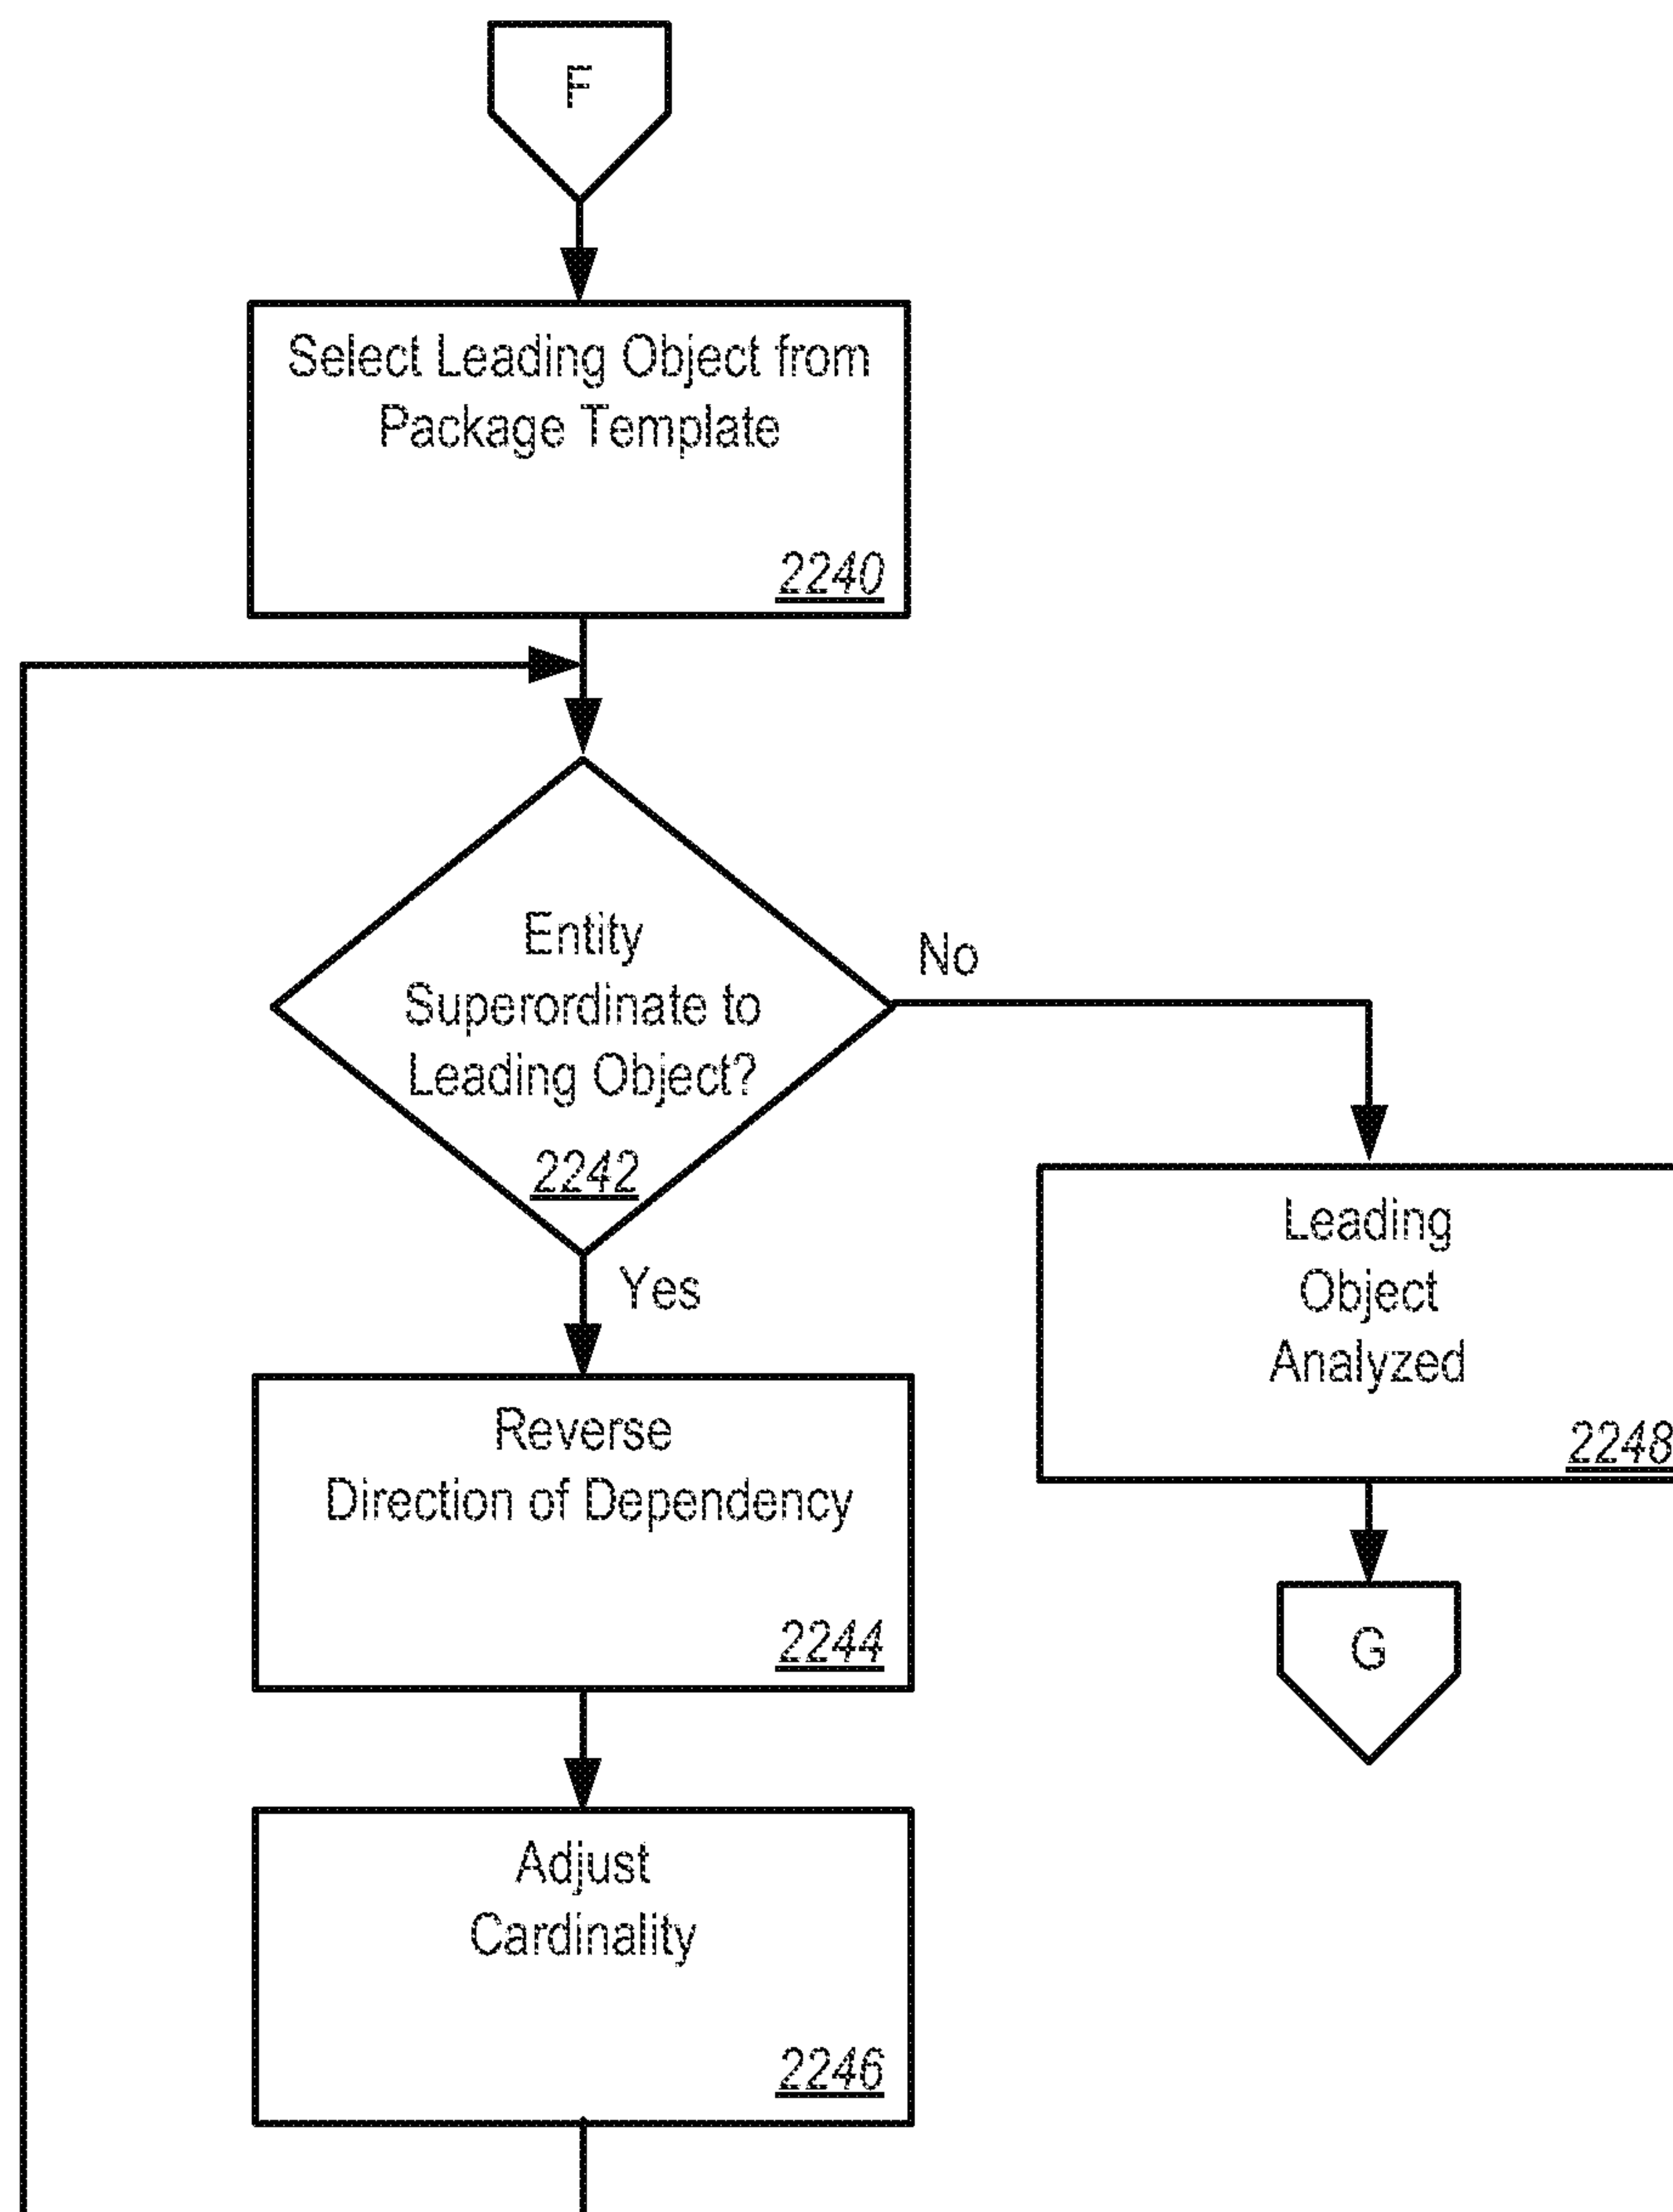 F
Select Leading Object from
Package Template
2240
Entity
Superordinate to
Leading Object?
2242
No
Yes
Leading
Object
Analyzed
2248
Reverse
Direction of Dependency
2244
G
Adjust
Cardinality
2246